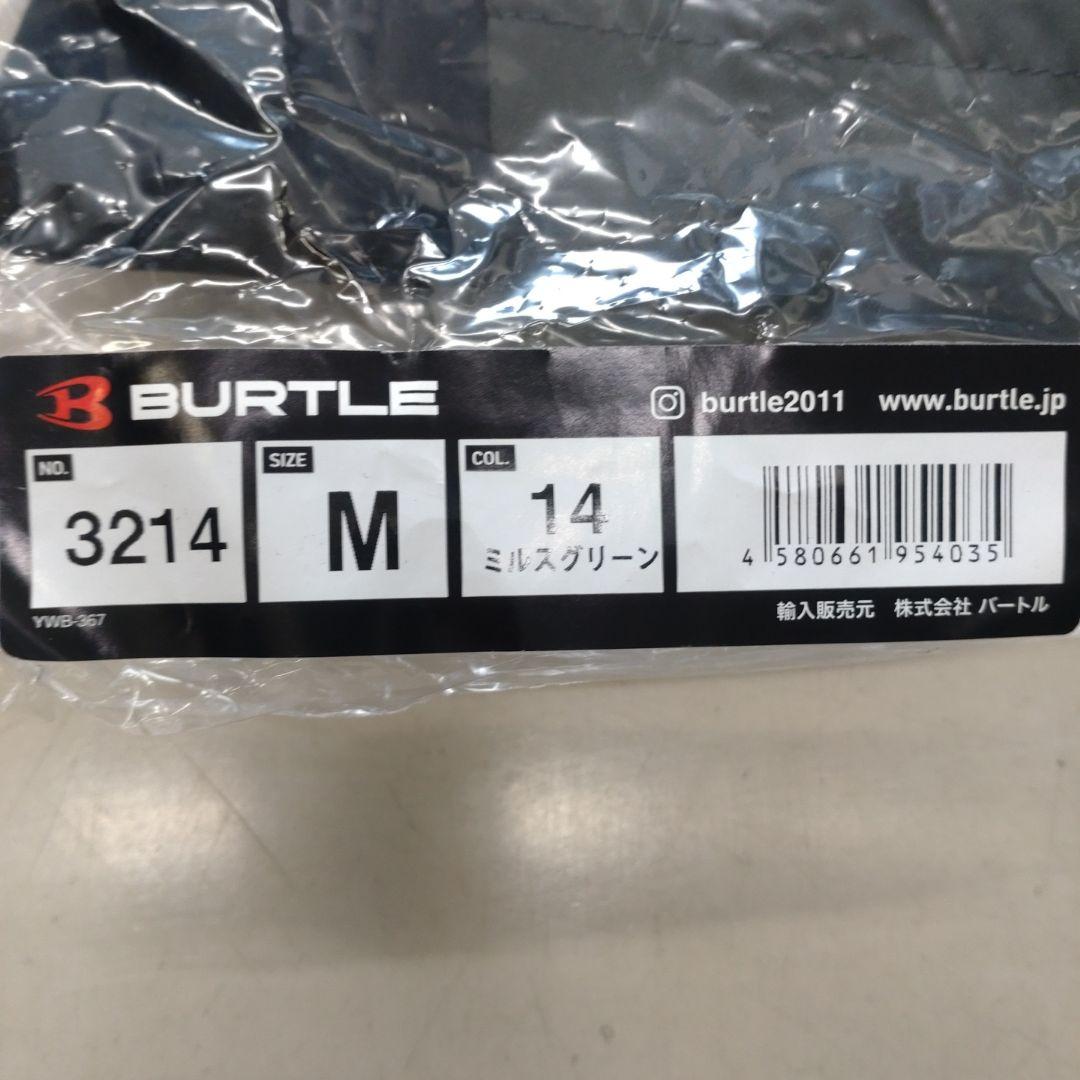 BURTLE
burtle2011 www.burtle.jp
NO.
3214
SIZE
M
COL.
14
ミルスグリーン
4 580661 954035
YWB-367
輸入販売元 株式会社 バートル